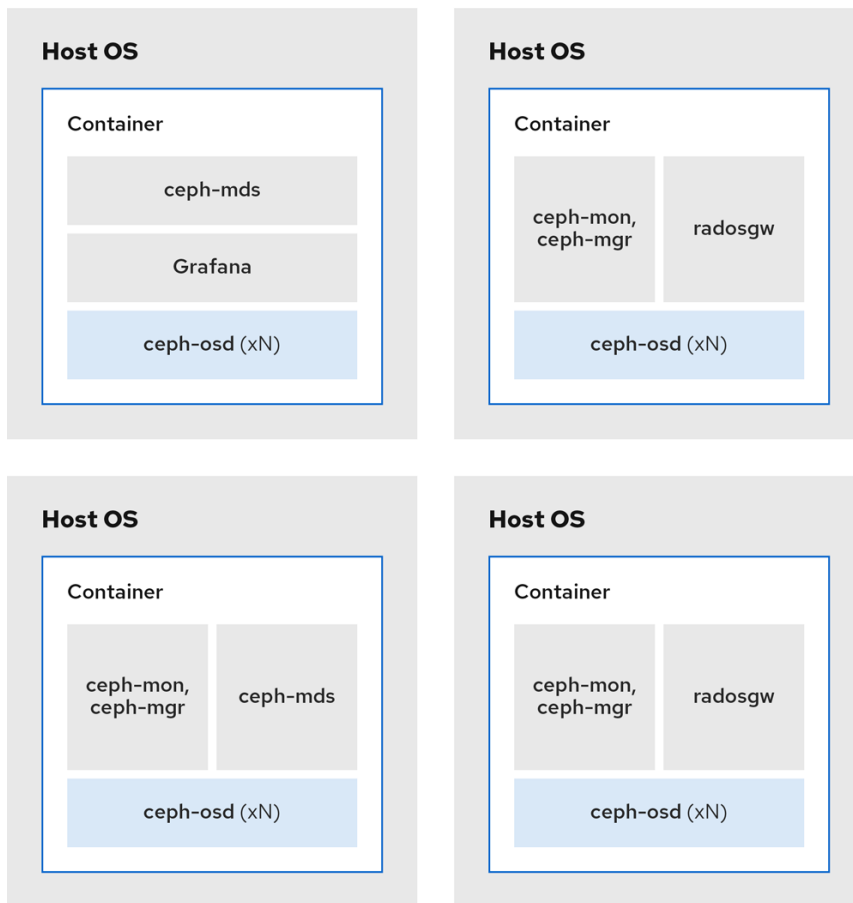 Host OS
Container
ceph-mds
Grafana
ceph-osd (xN)
Host OS
Container
ceph-mon,
ceph-mgr
radosgw
ceph-osd (xN)
Host OS
Container
ceph-mon,
ceph-mgr
ceph-mds
ceph-osd (xN)
Host OS
Container
ceph-mon,
ceph-mgr
radosgw
ceph-osd (xN)